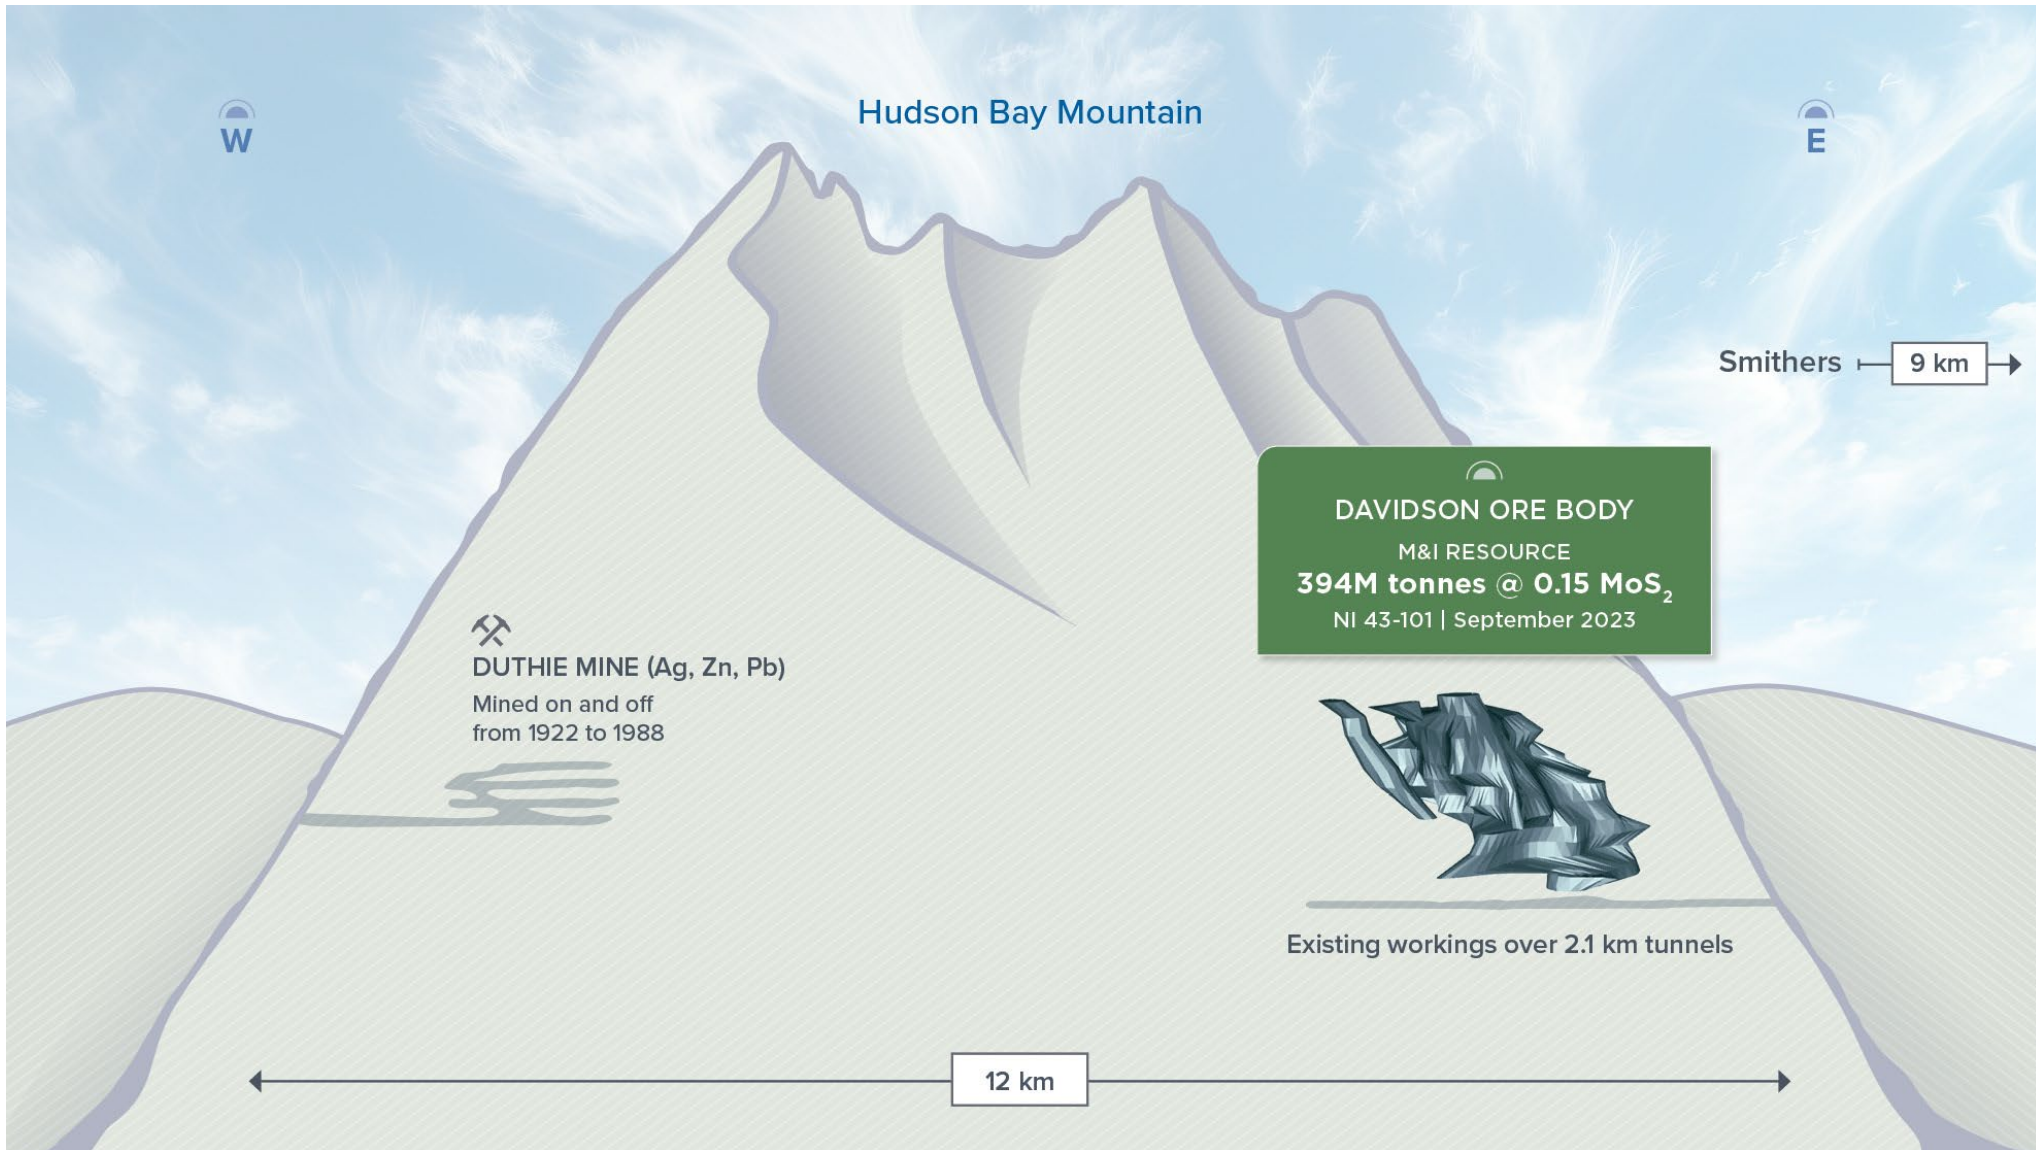 Hudson Bay Mountain
W
E
Smithers 9 km
DAVIDSON ORE BODY
M&I RESOURCE
394M tonnes @ 0.15 MoS₂
NI 43-101 | September 2023
DUTHIE MINE (Ag, Zn, Pb)
Mined on and off
from 1922 to 1988
Existing workings over 2.1 km tunnels
12 km